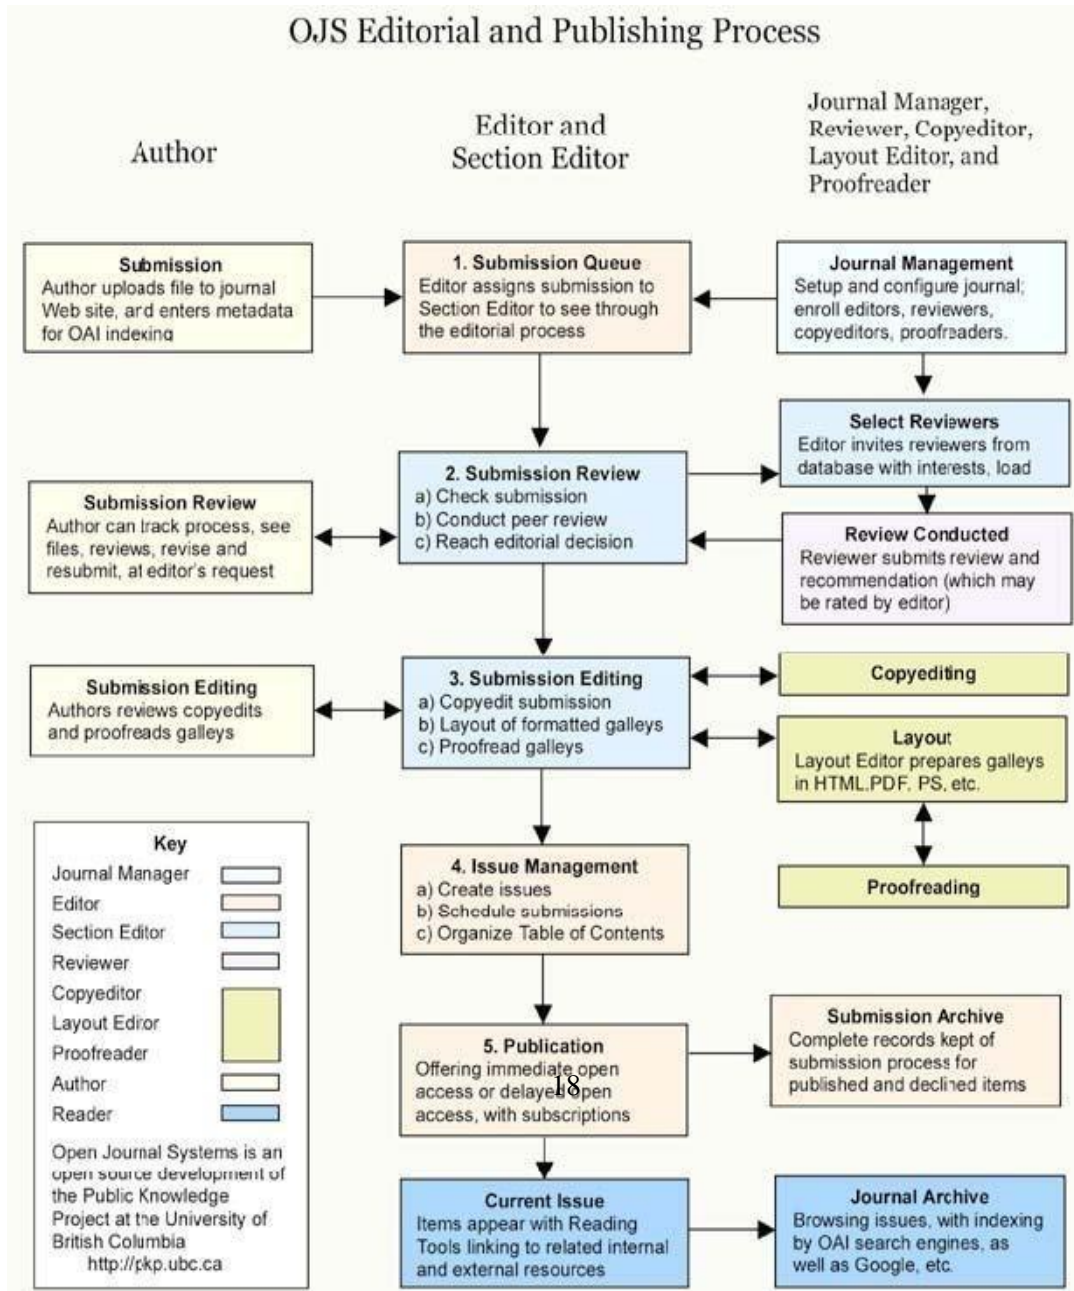 OJS Editorial and Publishing Process
Author
Editor and
Section Editor
Journal Manager,
Reviewer, Copyeditor,
Layout Editor, and
Proofreader
Submission
Author uploads file to journal
Web site, and enters metadata
for OAI indexing
1. Submission Queue
Editor assigns submission to
Section Editor to see through
the editorial process
Journal Management
Setup and configure journal;
enroll editors, reviewers,
copyeditors, proofreaders.
Select Reviewers
Editor invites reviewers from
database with interests, load
2. Submission Review
a) Check submission
b) Conduct peer review
c) Reach editorial decision
Submission Review
Author can track process, see
files, reviews, revise and
resubmit, at editor's request
Review Conducted
Reviewer submits review and
recommendation (which may
be rated by editor)
Submission Editing
Authors reviews copyedits
and proofreads galleys
3. Submission Editing
a) Copyedit submission
b) Layout of formatted galleys
c) Proofread galleys
Copyediting
Layout
Layout Editor prepares galleys
in HTML,PDF, PS, etc.
Proofreading
4. Issue Management
a) Create issues
b) Schedule submissions
c) Organize Table of Contents
5. Publication
Offering immediate open
access or delayed open
access, with subscriptions
18
Submission Archive
Complete records kept of
submission process for
published and declined items
Current Issue
Items appear with Reading
Tools linking to related internal
and external resources
Journal Archive
Browsing issues, with indexing
by OAI search engines, as
well as Google, etc.
Key
Journal Manager
Editor
Section Editor
Reviewer
Copyeditor
Layout Editor
Proofreader
Author
Reader
Open Journal Systems is an
open source development of
the Public Knowledge
Project at the University of
British Columbia
http://pkp.ubc.ca